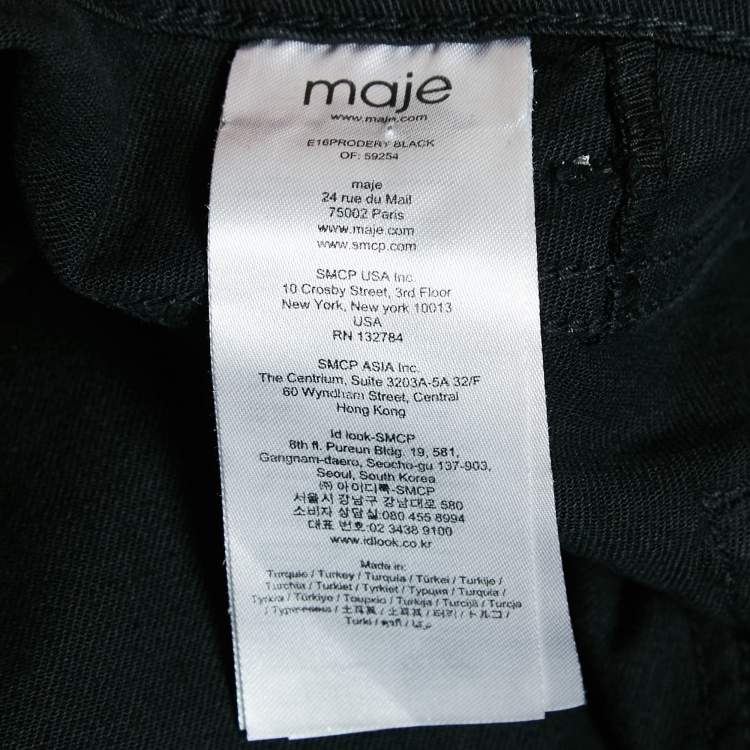 maje
www.maje.com
E16PRODERY BLACK
OF: 59254
maje
24 rue du Mail
75002 Paris
www.maje.com
www.smcp.com
SMCP USA Inc.
10 Crosby Street, 3rd Floor
New York, New york 10013
USA
RN 132784
SMCP ASIA Inc.
The Centrium, Suite 3203A-5A 32/F
60 Wyndham Street, Central
Hong Kong
id look-SMCP
8th fl. Pureun Bldg. 19, 581,
Gangnam-daero, Seocho-gu 137-903,
Seoul, South Korea
㈜ 아이디룩-SMCP
서울시 강남구 강남대로 580
소비자 상담실:080 455 8994
대표 번호:02 3438 9100
www.idlook.co.kr
Made in:
Turquie / Turkey / Turquia / Türkei / Turkije /
Turchia / Turkiet / Tyrkiet / Турция / Turquia /
Tyrkia / Türkiye / Τουρκία / Turkija / Turcijā / Turcja
/ 土耳其 / 土耳其 / 터키 / トルコ /
Turki / ตุรกี / تركيا